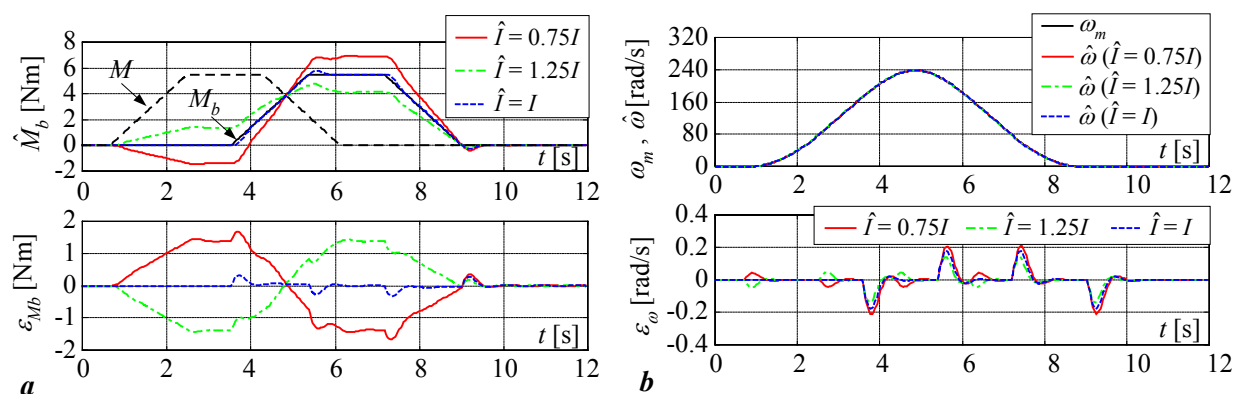 M̂_b [Nm]
8
6
4
2
0
-2
M
M_b
Î = 0.75I
Î = 1.25I
Î = I
t [s]
0 2 4 6 8 10 12
ε_Mb [Nm]
2
1
0
-1
-2
t [s]
0 2 4 6 8 10 12
a
ω_m , ω̂ [rad/s]
320
240
160
80
0
ω_m
ω̂ (Î = 0.75I)
ω̂ (Î = 1.25I)
ω̂ (Î = I)
t [s]
0 2 4 6 8 10 12
ε_ω [rad/s]
0.4
0.2
0
-0.2
-0.4
Î = 0.75I Î = 1.25I Î = I
t [s]
0 2 4 6 8 10 12
b